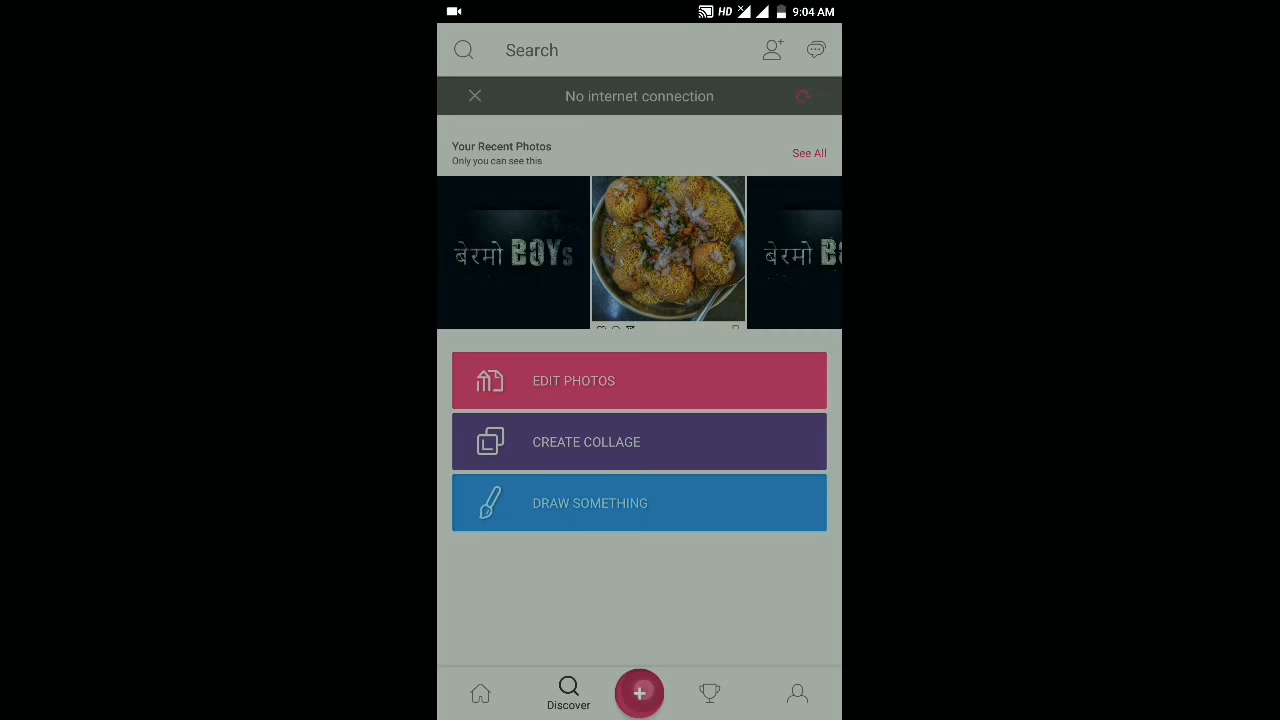 HD 9:04 AM
Search
No internet connection
Your Recent Photos
Only you can see this
See All
बेरमो BOYs
बेरमो B
EDIT PHOTOS
CREATE COLLAGE
DRAW SOMETHING
Discover